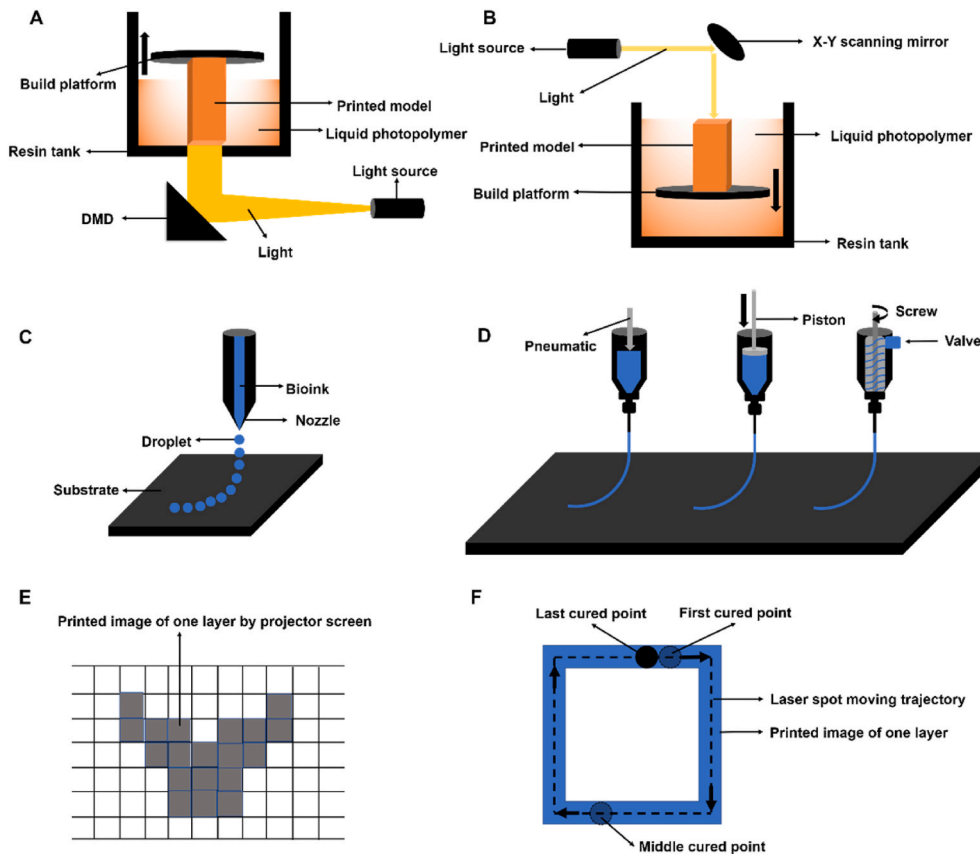 A
Build platform
Printed model
Liquid photopolymer
Resin tank
Light source
DMD
Light
B
Light source
X-Y scanning mirror
Light
Liquid photopolymer
Printed model
Build platform
Resin tank
C
Bioink
Nozzle
Droplet
Substrate
D
Pneumatic
Piston
Screw
Valve
E
Printed image of one layer by projector screen
F
Last cured point
First cured point
Laser spot moving trajectory
Printed image of one layer
Middle cured point